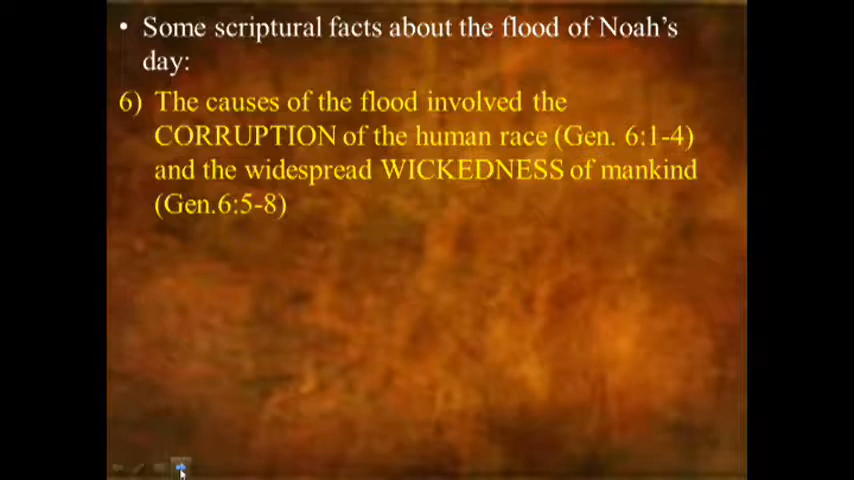 • Some scriptural facts about the flood of Noah's
day:
6) The causes of the flood involved the
CORRUPTION of the human race (Gen. 6:1-4)
and the widespread WICKEDNESS of mankind
(Gen.6:5-8)